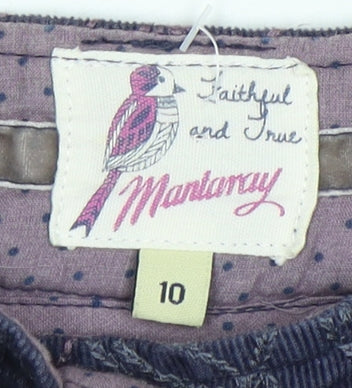 Faithful
and True
Mantaray
10